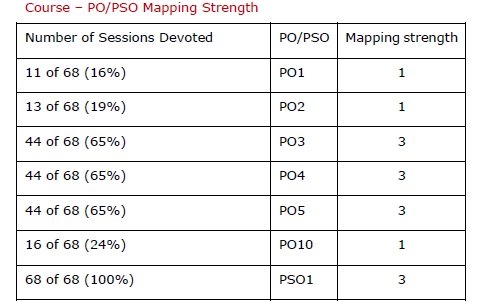 Course – PO/PSO Mapping Strength
Number of Sessions Devoted PO/PSO Mapping strength
11 of 68 (16%) PO1 1
13 of 68 (19%) PO2 1
44 of 68 (65%) PO3 3
44 of 68 (65%) PO4 3
44 of 68 (65%) PO5 3
16 of 68 (24%) PO10 1
68 of 68 (100%) PSO1 3